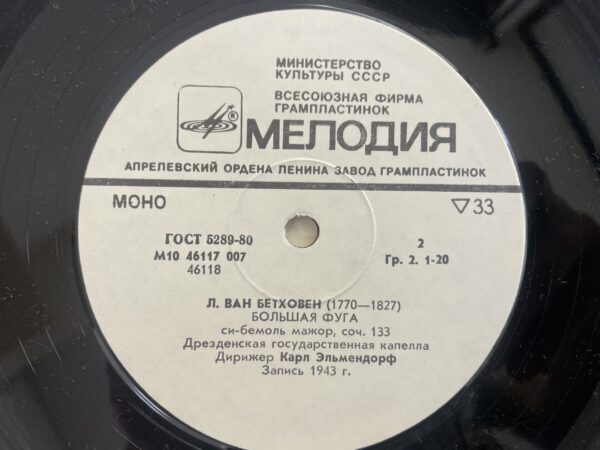 МИНИСТЕРСТВО
КУЛЬТУРЫ СССР
ВСЕСОЮЗНАЯ ФИРМА
ГРАМПЛАСТИНОК
® МЕЛОДИЯ
АПРЕЛЕВСКИЙ ОРДЕНА ЛЕНИНА ЗАВОД ГРАМПЛАСТИНОК
МОНО ▽33
ГОСТ 5289-80 2
М10 46117 007 Гр. 2. 1-20
46118
Л. ВАН БЕТХОВЕН (1770—1827)
БОЛЬШАЯ ФУГА
си-бемоль мажор, соч. 133
Дрезденская государственная капелла
Дирижер Карл Эльмендорф
Запись 1943 г.